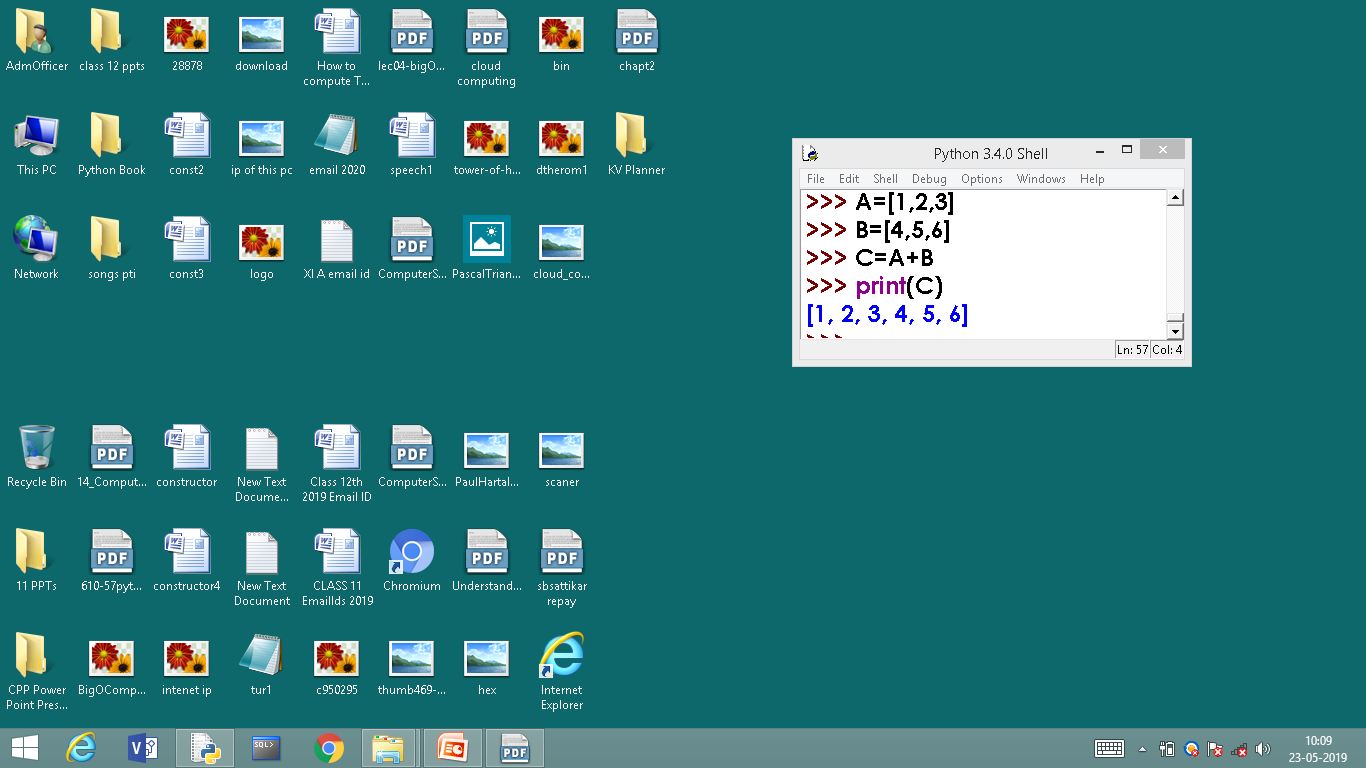 AdmOfficer
class 12 ppts
28878
download
How to
compute T...
lec04-bigO...
cloud
computing
bin
chapt2
This PC
Python Book
const2
ip of this pc
email 2020
speech1
tower-of-h...
dtherom1
KV Planner
Network
songs pti
const3
logo
XI A email id
ComputerS...
PascalTrian...
cloud_co...
Python 3.4.0 Shell
File Edit Shell Debug Options Windows Help
>>> A=[1,2,3]
>>> B=[4,5,6]
>>> C=A+B
>>> print(C)
[1, 2, 3, 4, 5, 6]
>>>
Ln: 57 Col: 4
Recycle Bin
14_Comput...
constructor
New Text
Docume...
Class 12th
2019 Email ID
ComputerS...
PaulHartal...
scaner
11 PPTs
610-57pyt...
constructor4
New Text
Document
CLASS 11
EmailIds 2019
Chromium
Understand...
sbsattikar
repay
CPP Power
Point Pres...
BigOComp...
intenet ip
tur1
c950295
thumb469-...
hex
Internet
Explorer
PDF
SQL>
10:09
23-05-2019